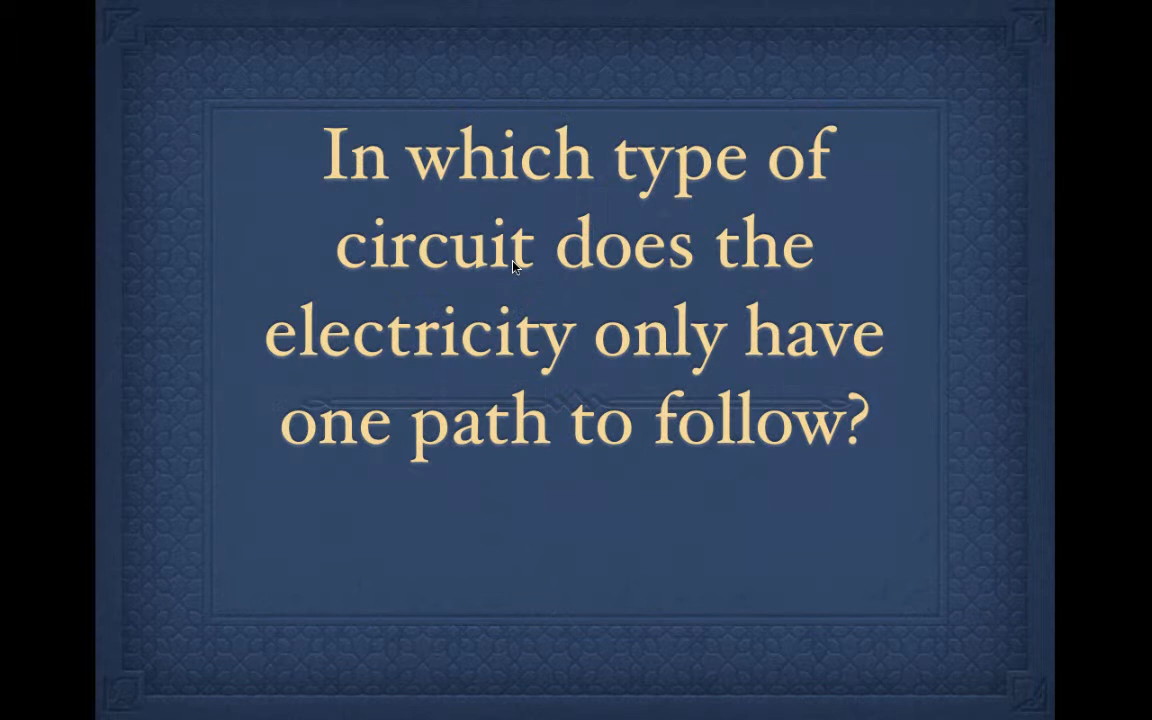 In which type of
circuit does the
electricity only have
one path to follow?